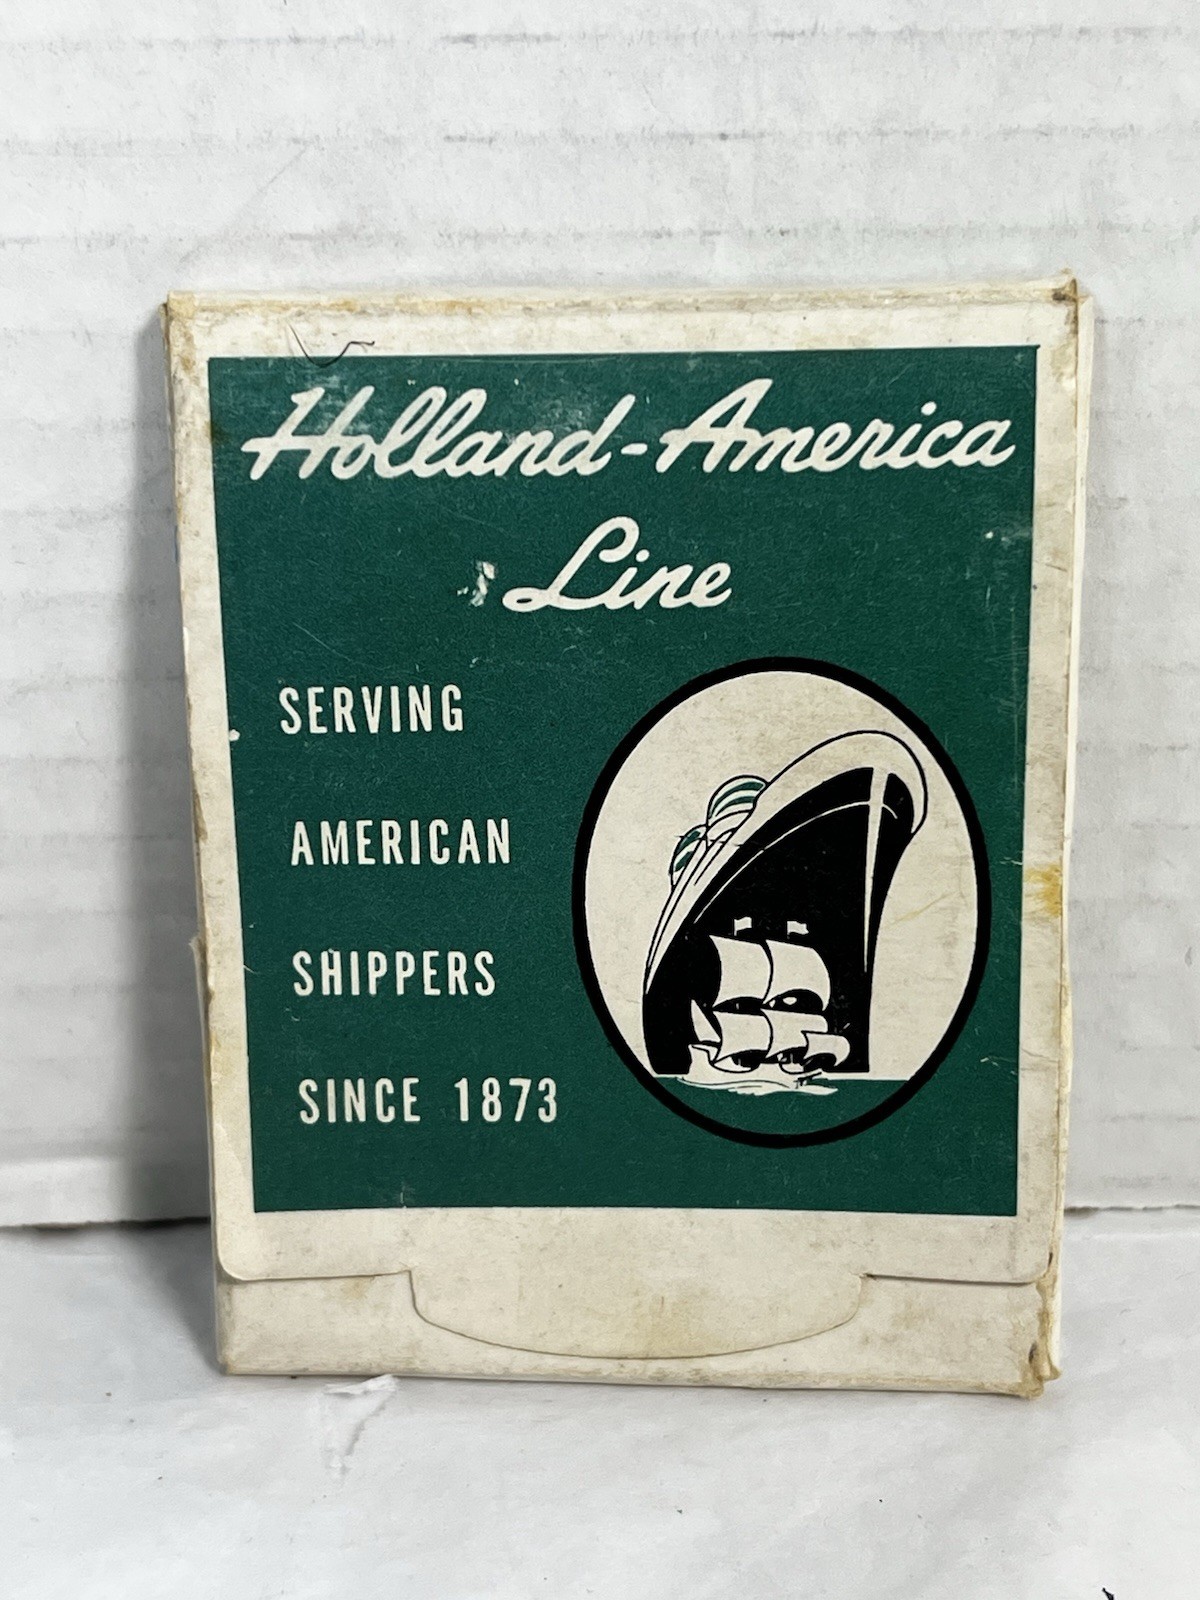 Holland-America
Line
SERVING
AMERICAN
SHIPPERS
SINCE 1873